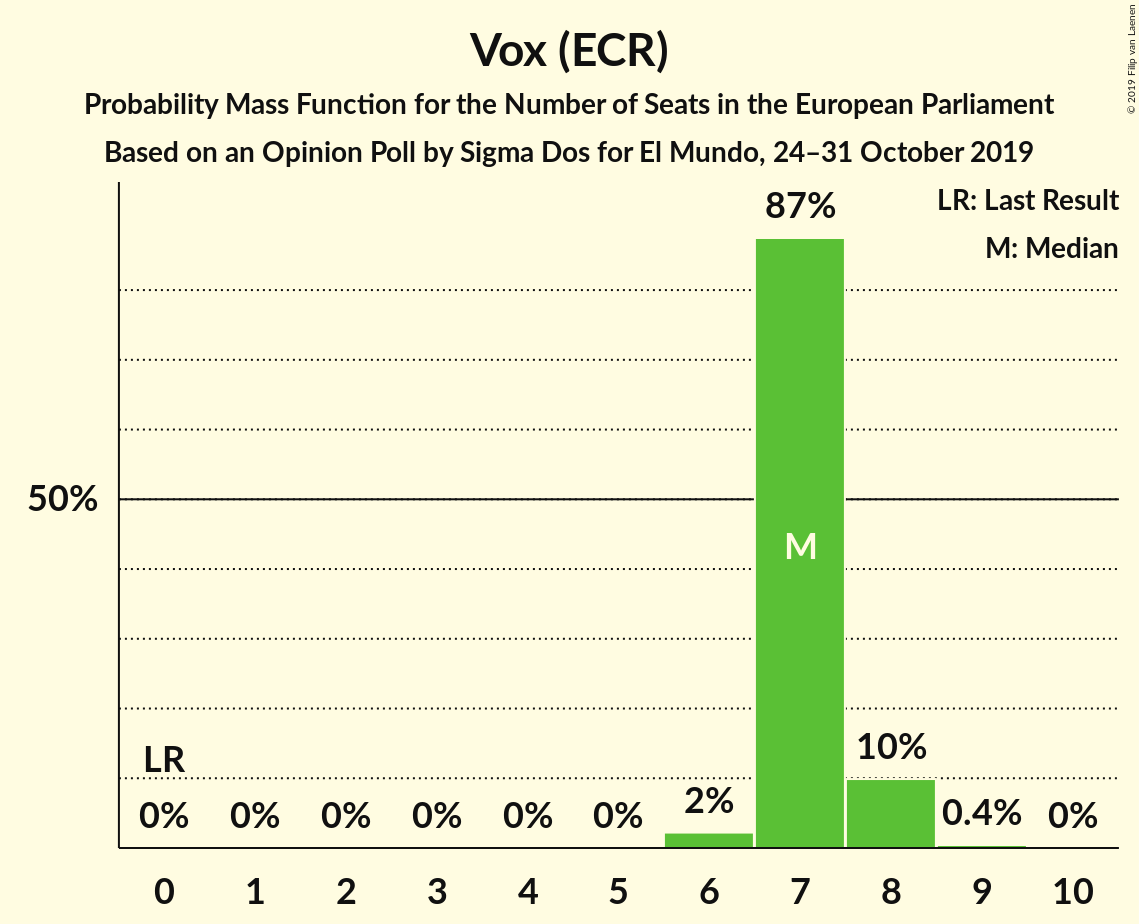 Vox (ECR)
Probability Mass Function for the Number of Seats in the European Parliament
Based on an Opinion Poll by Sigma Dos for El Mundo, 24–31 October 2019
© 2019 Filip van Laenen
LR: Last Result
M: Median
87%
50%
M
LR
10%
0% 0% 0% 0% 0% 0% 2% 0.4% 0%
0 1 2 3 4 5 6 7 8 9 10